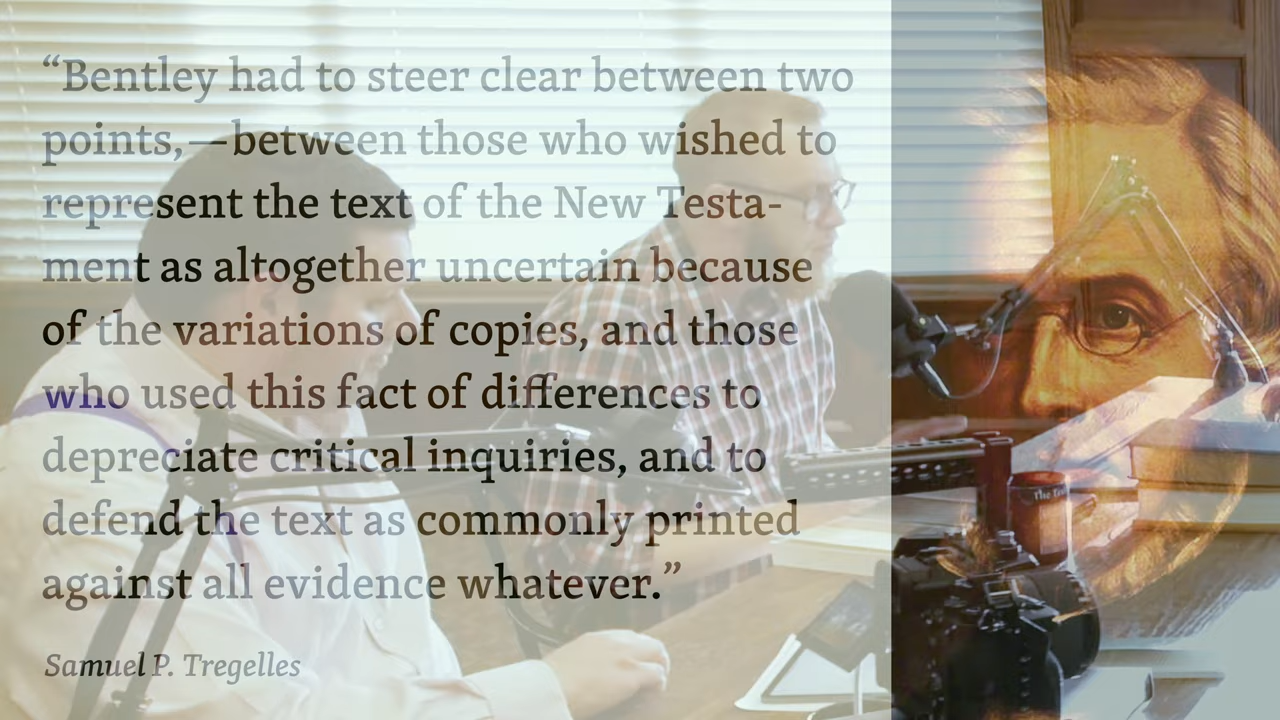 “Bentley had to steer clear between two
points,—between those who wished to
represent the text of the New Testa-
ment as altogether uncertain because
of the variations of copies, and those
who used this fact of differences to
depreciate critical inquiries, and to
defend the text as commonly printed
against all evidence whatever.”
Samuel P. Tregelles
The